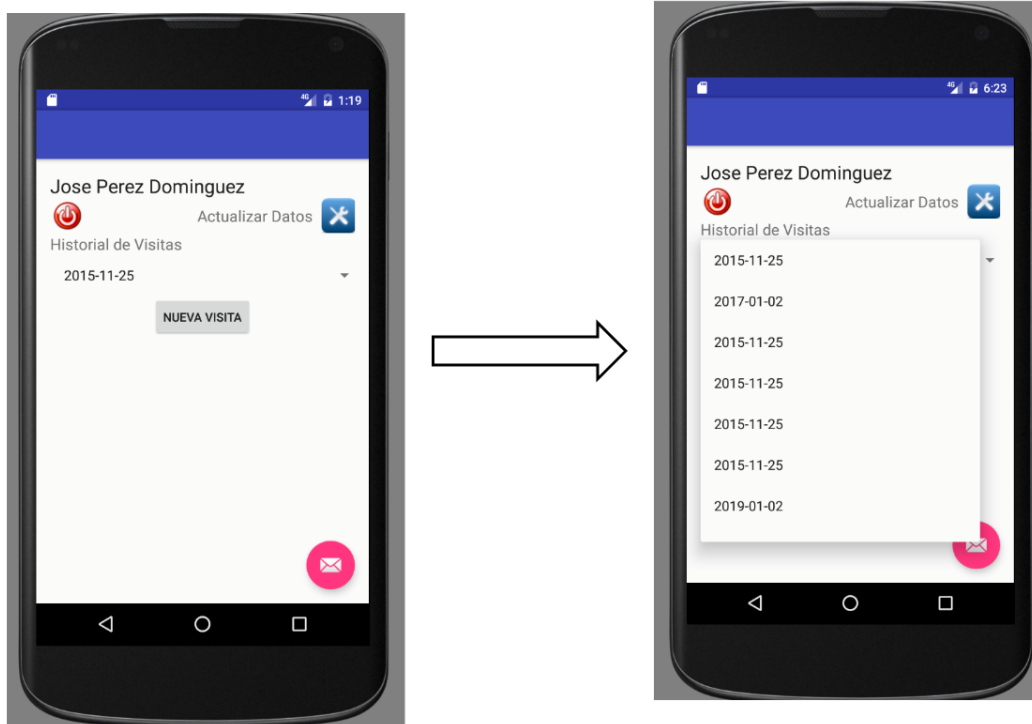 4G 1:19
Jose Perez Dominguez
Actualizar Datos
Historial de Visitas
2015-11-25
NUEVA VISITA
4G 6:23
Jose Perez Dominguez
Actualizar Datos
Historial de Visitas
2015-11-25
2017-01-02
2015-11-25
2015-11-25
2015-11-25
2015-11-25
2019-01-02